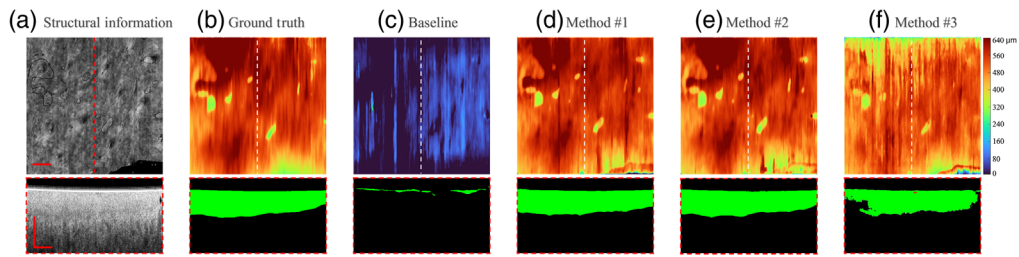 (a) Structural information
(b) Ground truth
(c) Baseline
(d) Method #1
(e) Method #2
(f) Method #3
640 μm
560
480
400
320
240
160
80
0